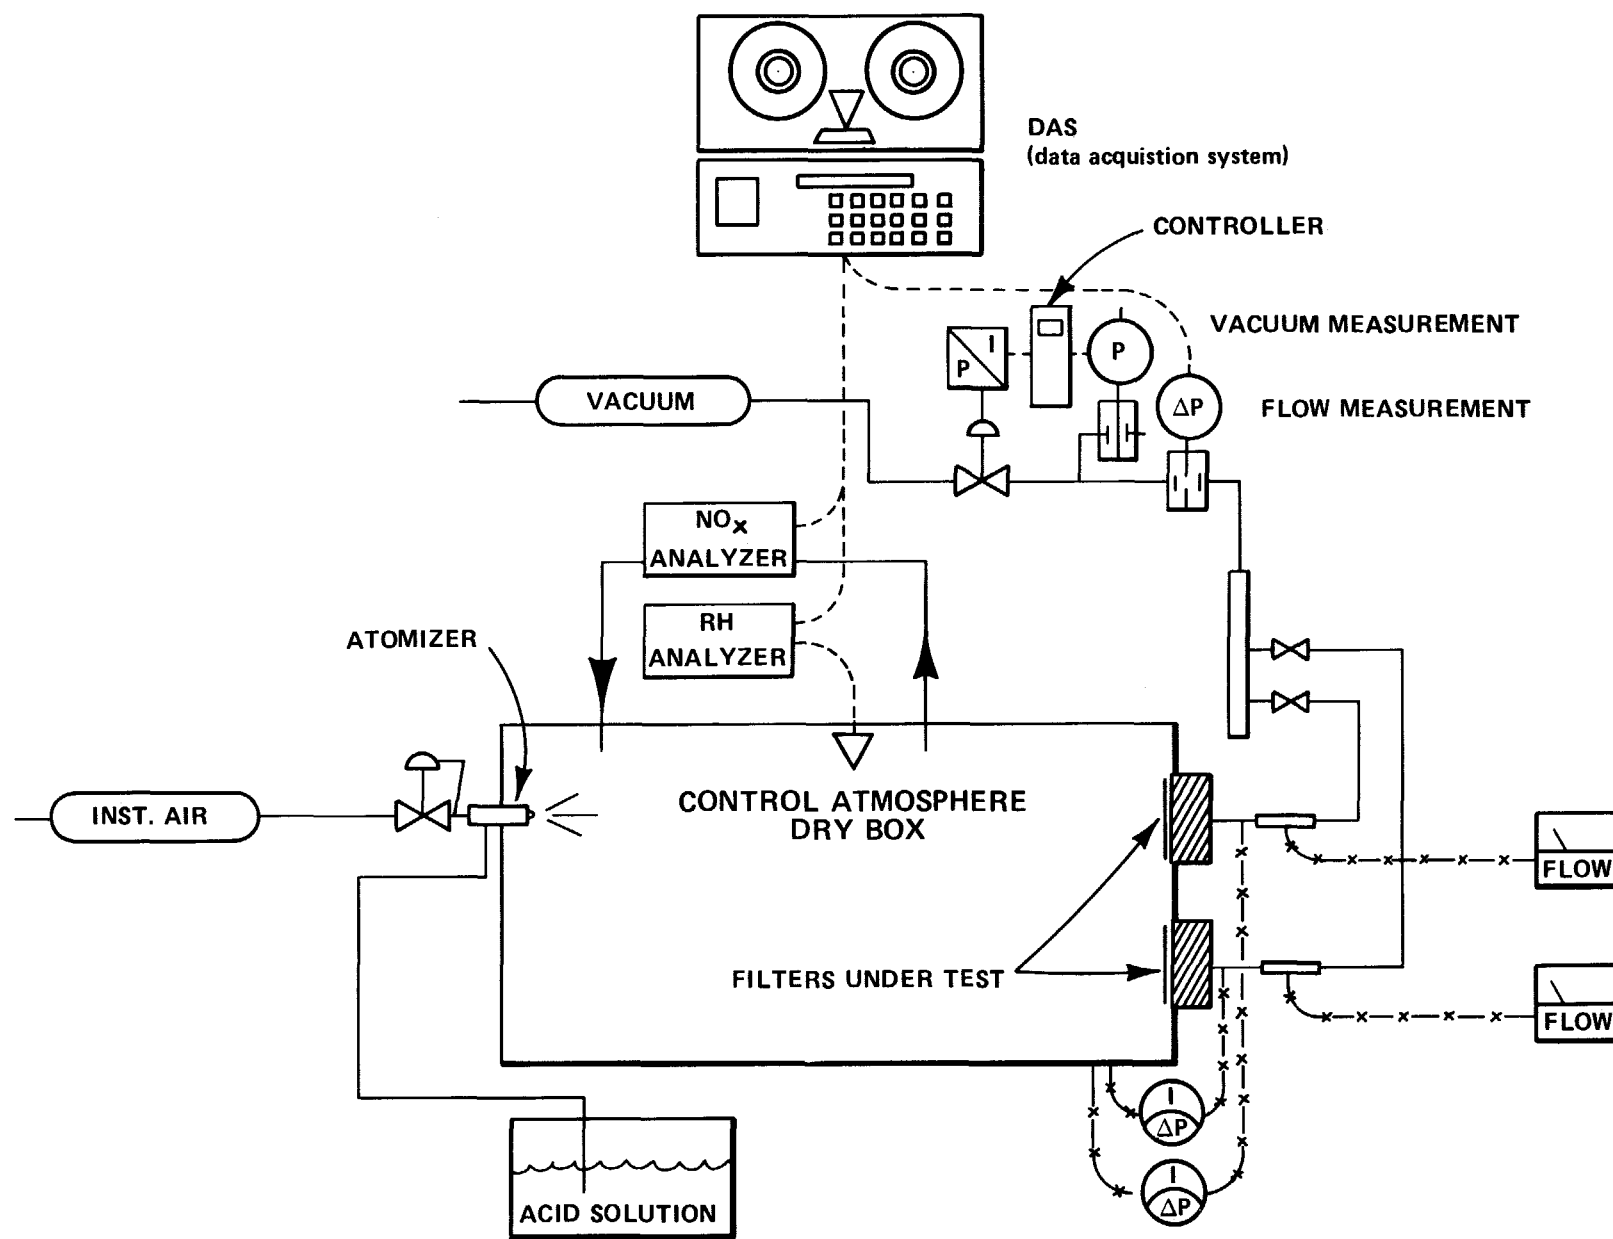 DAS
(data acquistion system)
CONTROLLER
VACUUM MEASUREMENT
I
P
P
VACUUM
ΔP
FLOW MEASUREMENT
NOx
ANALYZER
RH
ANALYZER
ATOMIZER
INST. AIR
CONTROL ATMOSPHERE
DRY BOX
FLOW
FILTERS UNDER TEST
FLOW
I
ΔP
I
ΔP
ACID SOLUTION